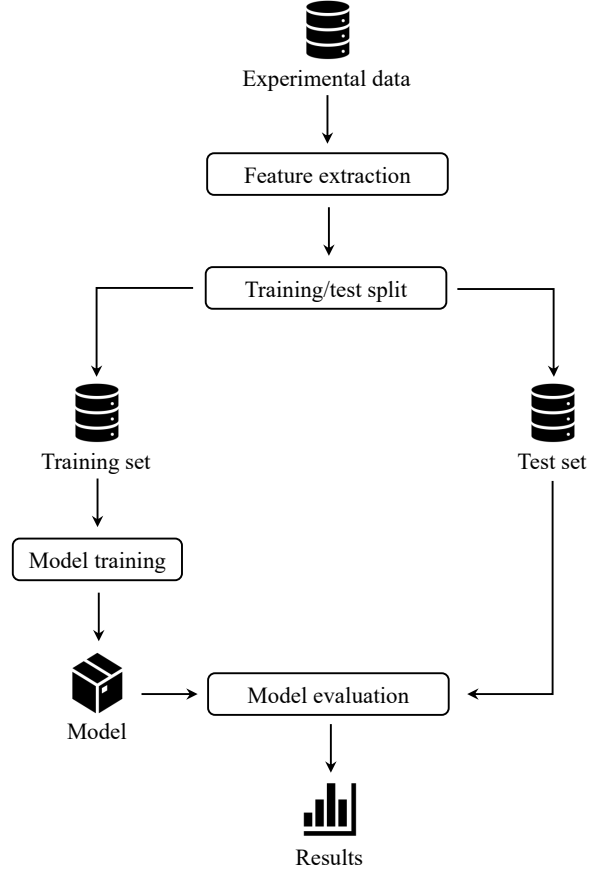 Experimental data
Feature extraction
Training/test split
Training set
Test set
Model training
Model evaluation
Model
Results